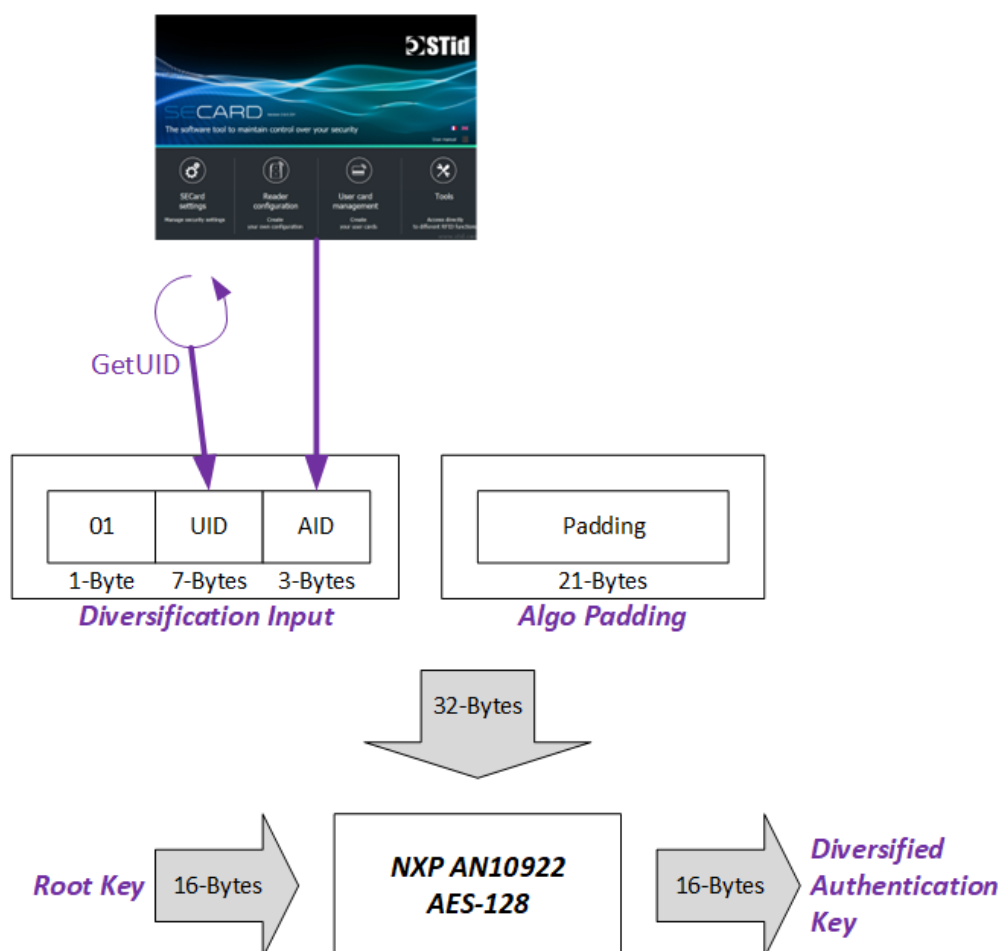 STid
SECARD
The software tool to maintain control over your security
User manual
SECard
settings
Manage security settings
Reader
configuration
Create
your own configuration
User card
management
Create
your user cards
Tools
Access directly
to different RFID functions
GetUID
01
UID
AID
1-Byte
7-Bytes
3-Bytes
Diversification Input
Padding
21-Bytes
Algo Padding
32-Bytes
Root Key
16-Bytes
NXP AN10922
AES-128
16-Bytes
Diversified
Authentication
Key